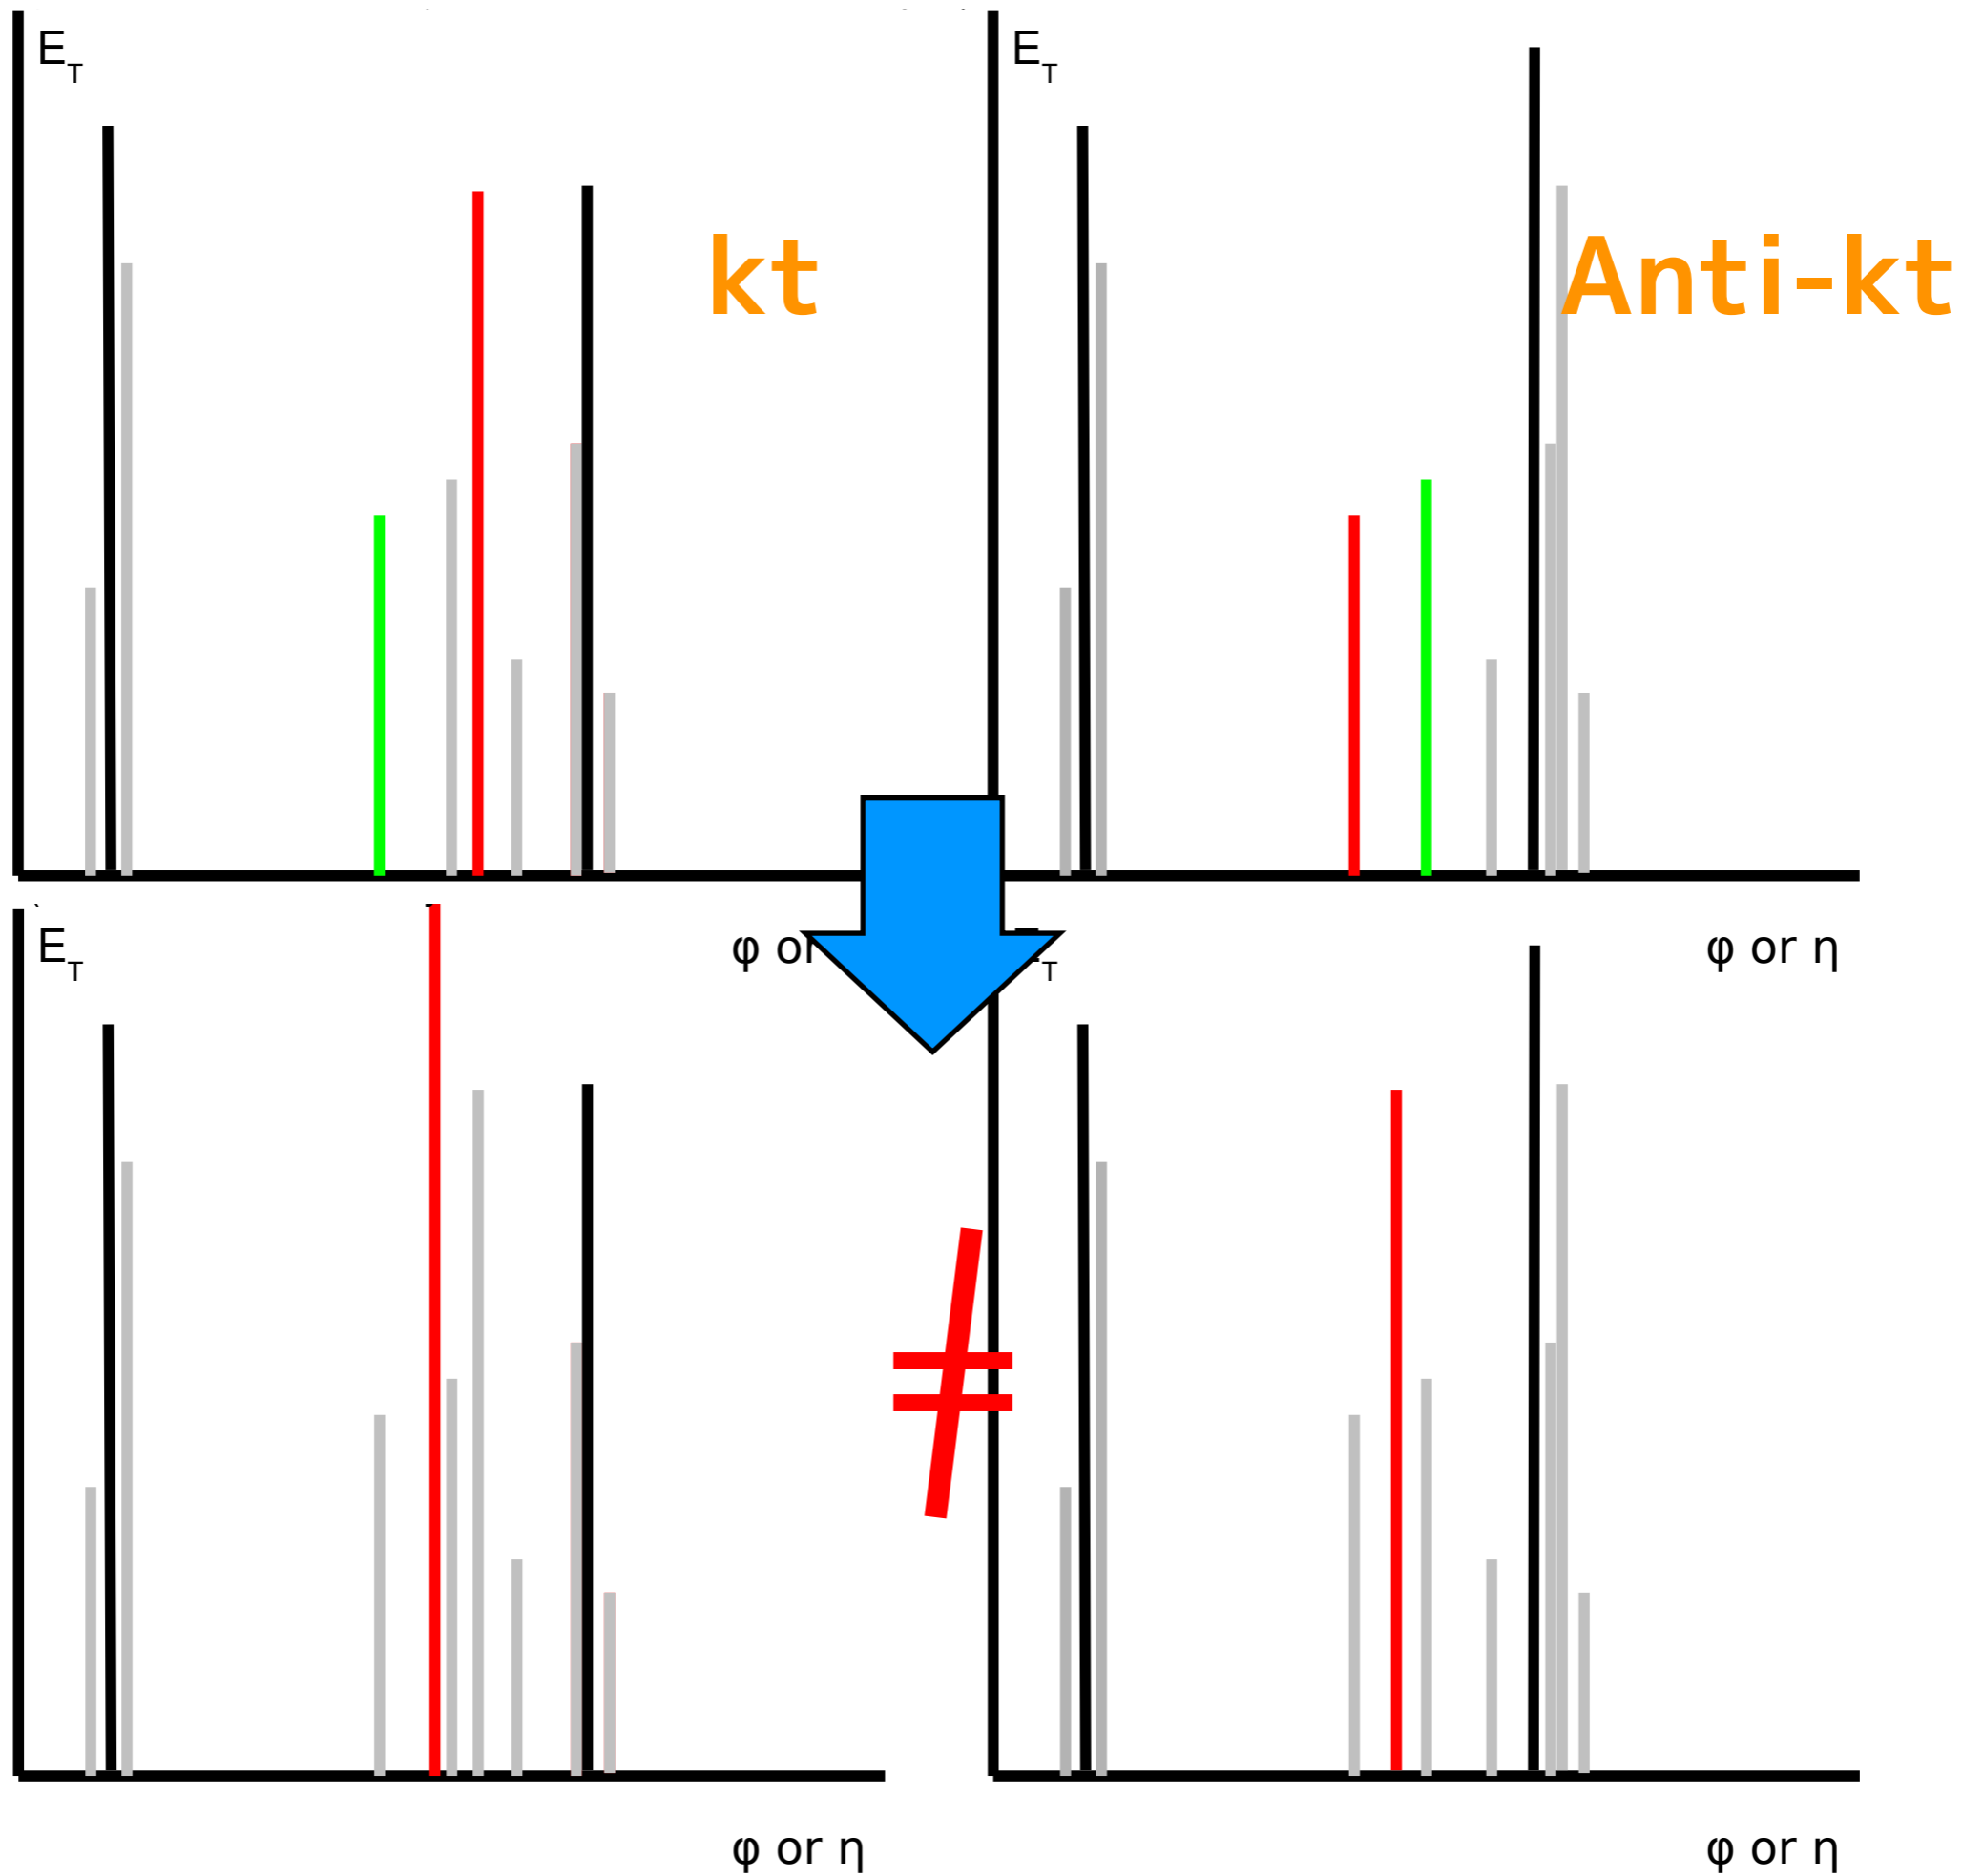 E_T
E_T
kt
Anti-kt
φ or
φ or η
E_T
T
≠
φ or η
φ or η